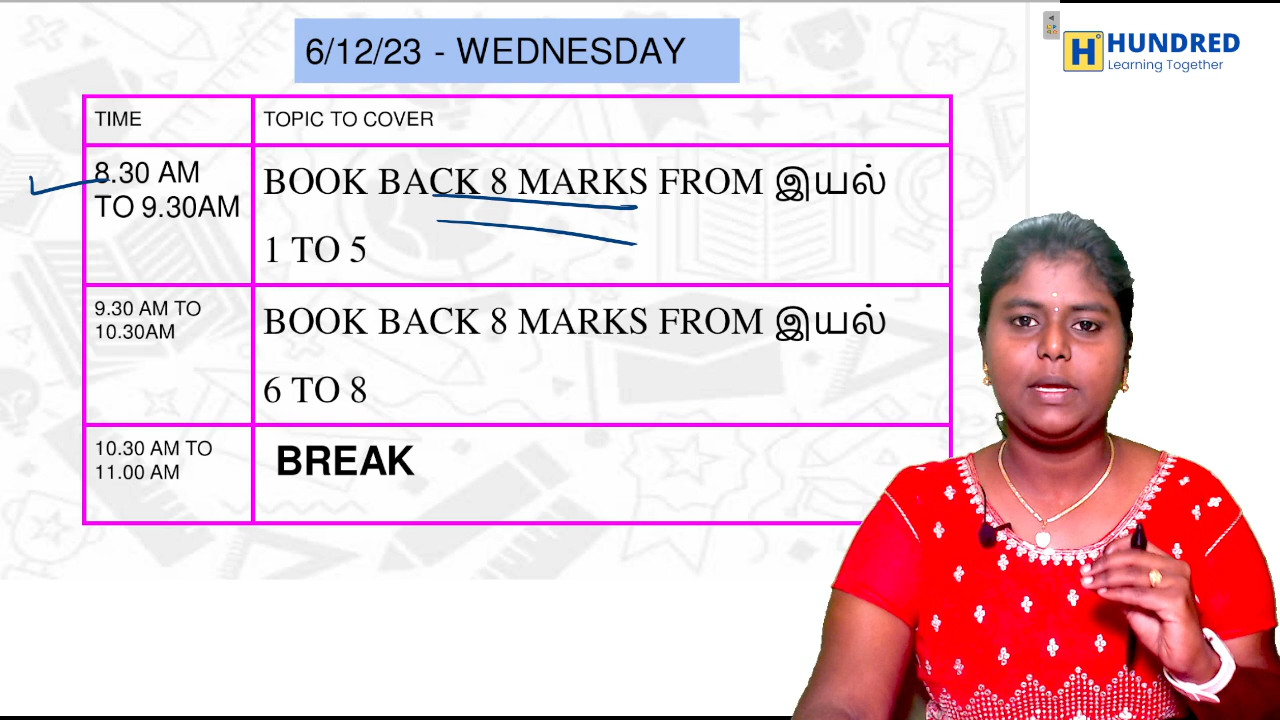 6/12/23 - WEDNESDAY
HUNDRED
Learning Together
TIME
TOPIC TO COVER
8.30 AM
TO 9.30AM
BOOK BACK 8 MARKS FROM இயல்
1 TO 5
9.30 AM TO
10.30AM
BOOK BACK 8 MARKS FROM இயல்
6 TO 8
10.30 AM TO
11.00 AM
BREAK